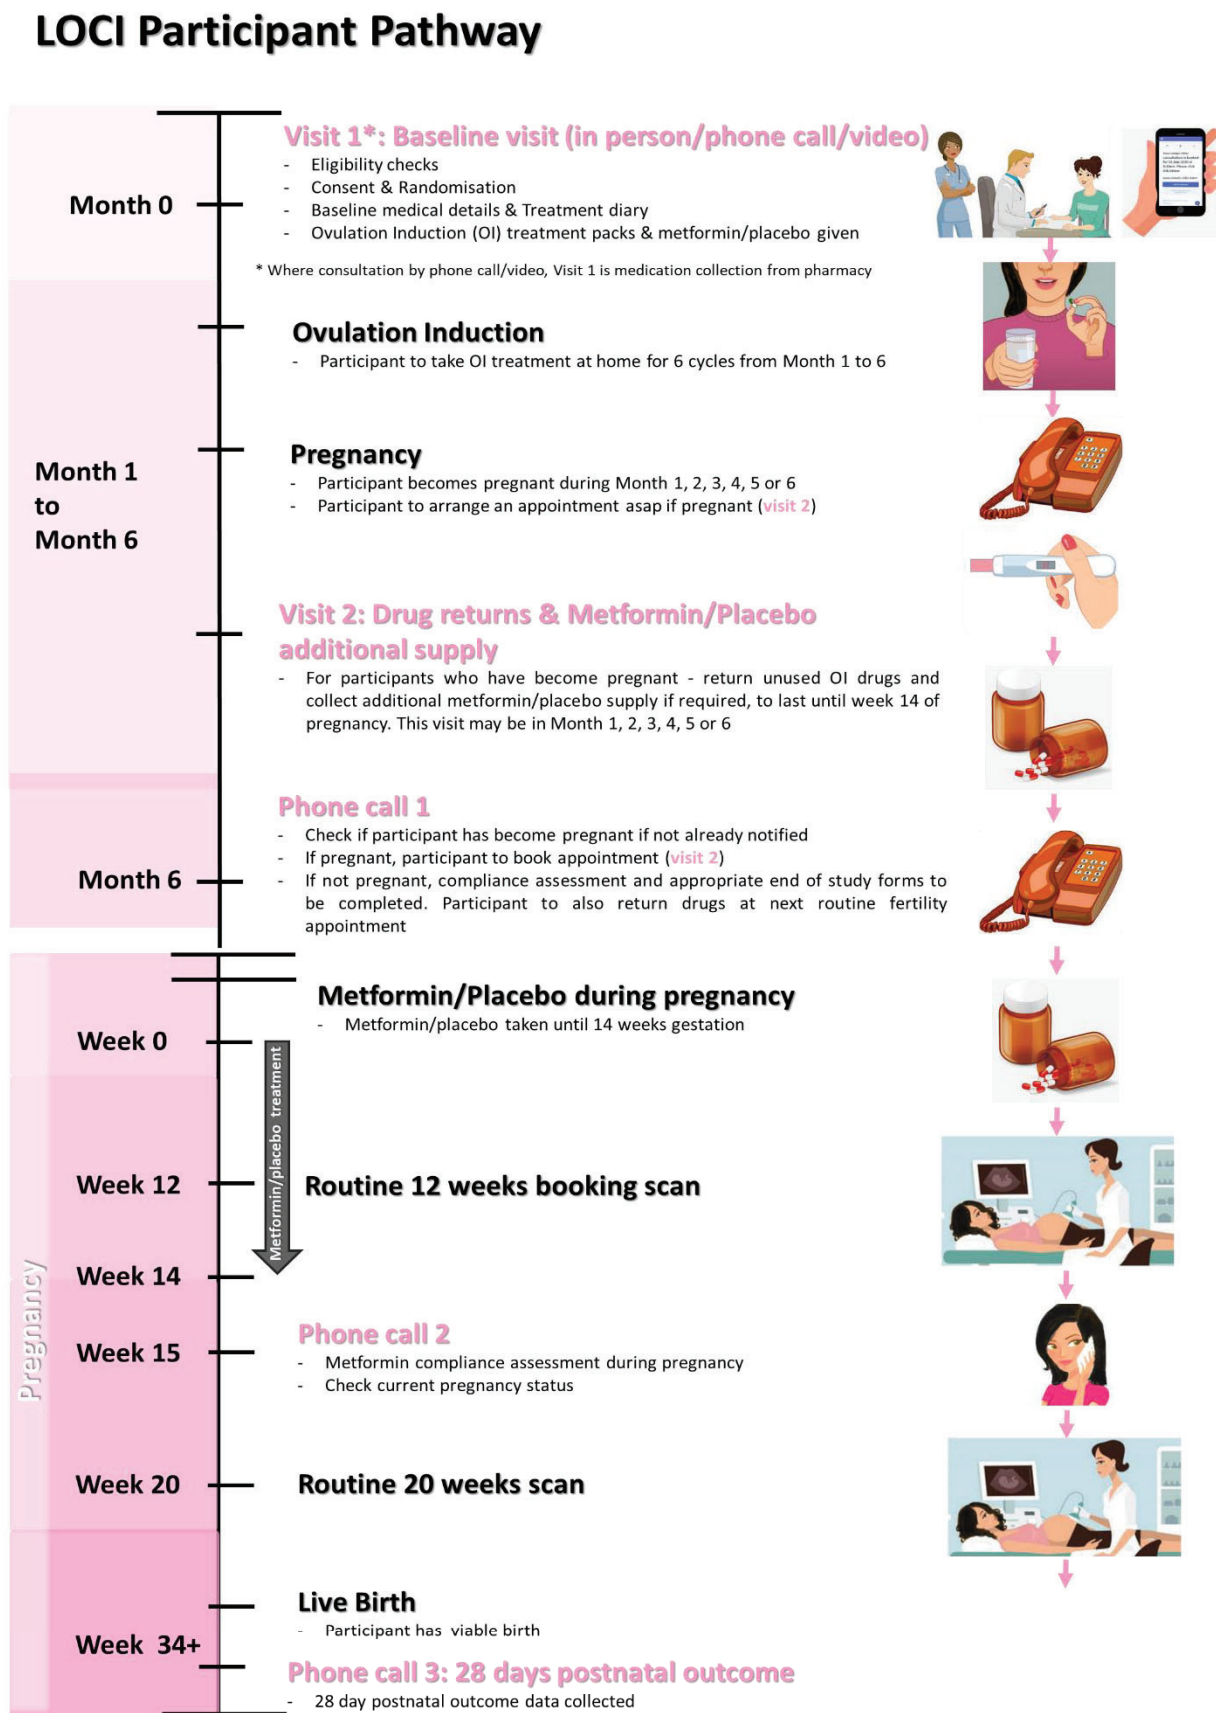 LOCI Participant Pathway
Month 0
Visit 1*: Baseline visit (in person/phone call/video)
- Eligibility checks
- Consent & Randomisation
- Baseline medical details & Treatment diary
- Ovulation Induction (OI) treatment packs & metformin/placebo given
* Where consultation by phone call/video, Visit 1 is medication collection from pharmacy
Month 1
to
Month 6
Ovulation Induction
- Participant to take OI treatment at home for 6 cycles from Month 1 to 6
Pregnancy
- Participant becomes pregnant during Month 1, 2, 3, 4, 5 or 6
- Participant to arrange an appointment asap if pregnant (visit 2)
Visit 2: Drug returns & Metformin/Placebo
additional supply
- For participants who have become pregnant - return unused OI drugs and
collect additional metformin/placebo supply if required, to last until week 14 of
pregnancy. This visit may be in Month 1, 2, 3, 4, 5 or 6
Month 6
Phone call 1
- Check if participant has become pregnant if not already notified
- If pregnant, participant to book appointment (visit 2)
- If not pregnant, compliance assessment and appropriate end of study forms to
be completed. Participant to also return drugs at next routine fertility
appointment
Pregnancy
Week 0
Metformin/Placebo during pregnancy
- Metformin/placebo taken until 14 weeks gestation
Metformin/placebo treatment
Week 12
Routine 12 weeks booking scan
Week 14
Week 15
Phone call 2
- Metformin compliance assessment during pregnancy
- Check current pregnancy status
Week 20
Routine 20 weeks scan
Week 34+
Live Birth
- Participant has viable birth
Phone call 3: 28 days postnatal outcome
- 28 day postnatal outcome data collected